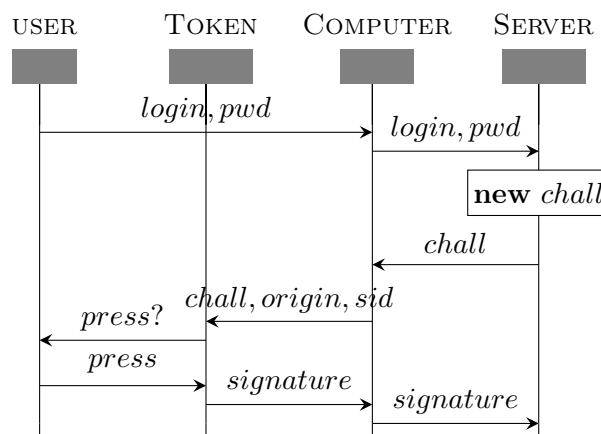 USER TOKEN COMPUTER SERVER
login, pwd
login, pwd
new chall
chall
chall, origin, sid
press?
press
signature
signature